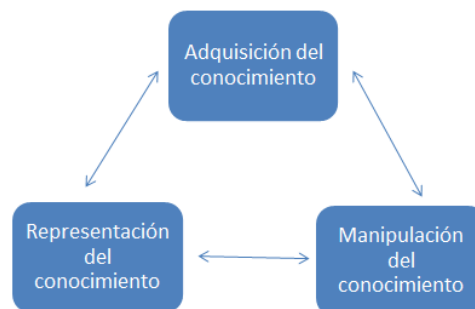 Adquisición del
conocimiento
Representación
del
conocimiento
Manipulación
del
conocimiento